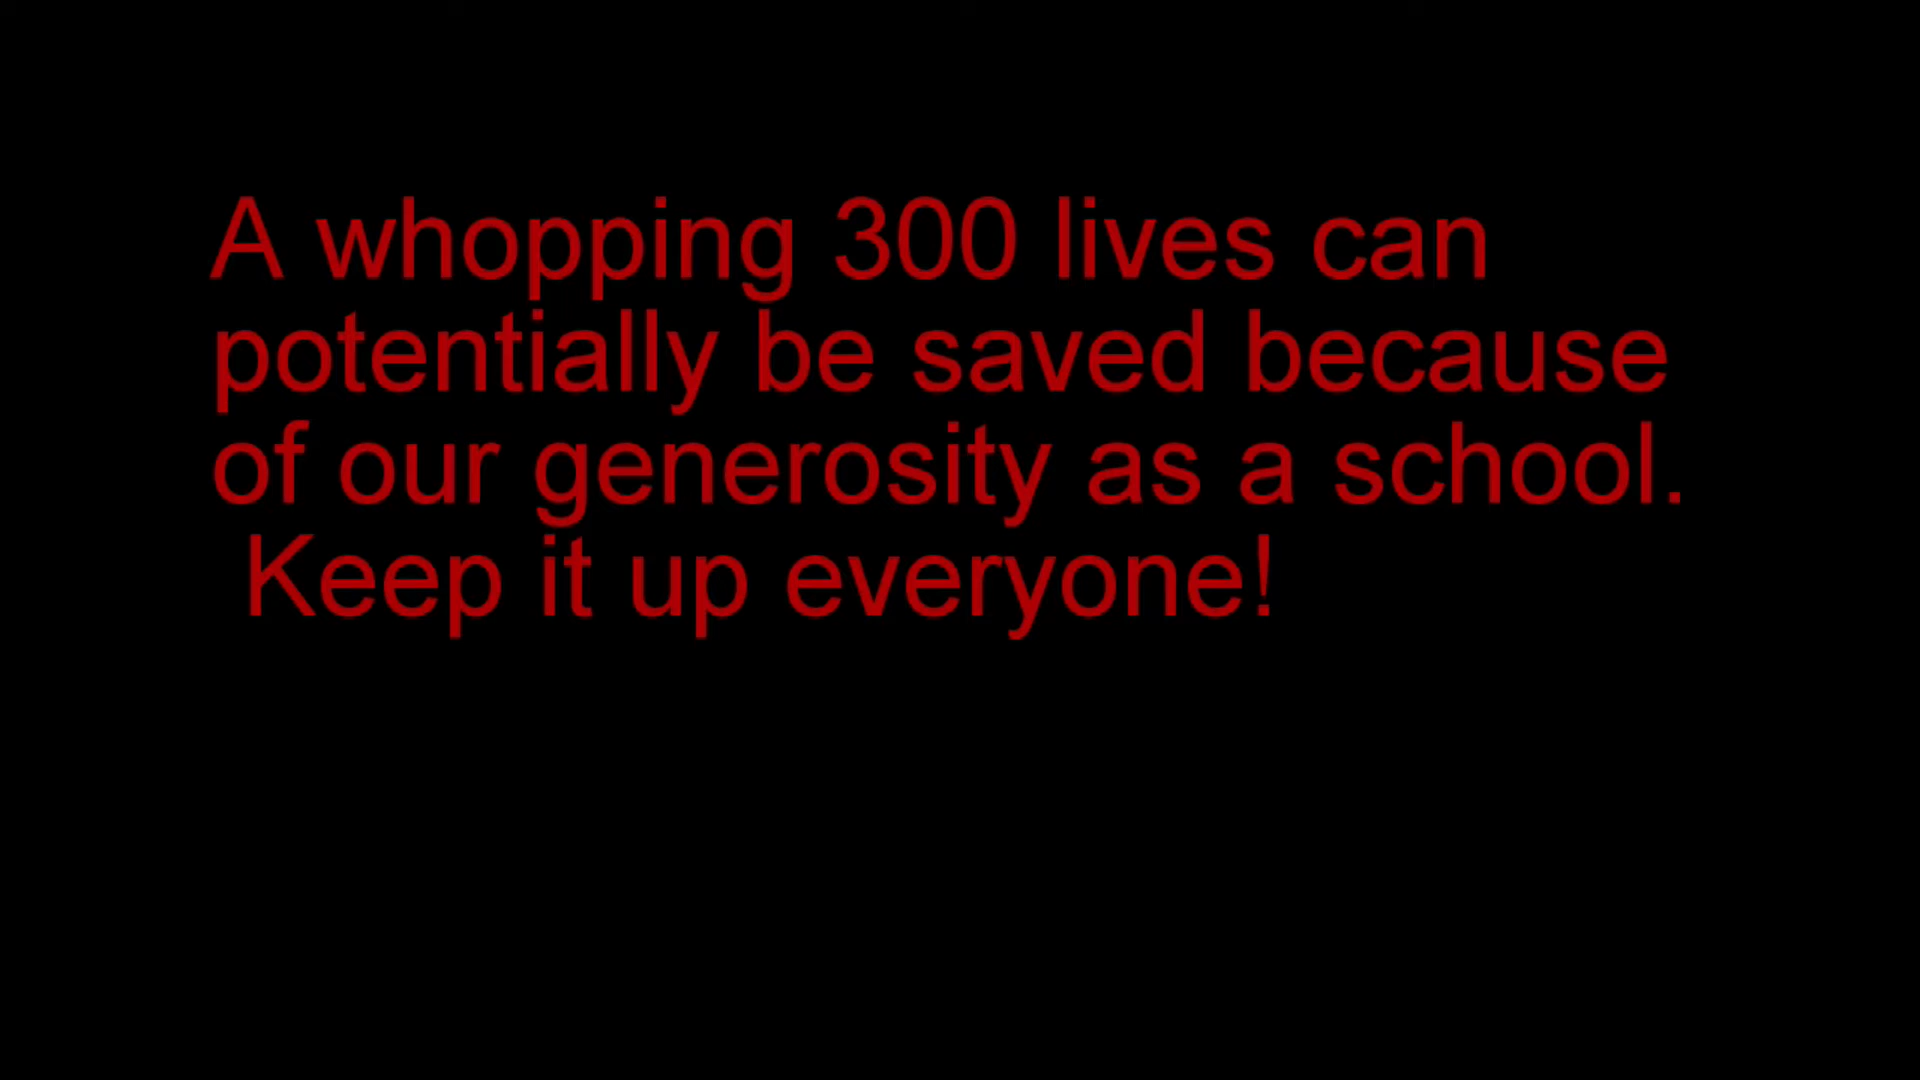 A whopping 300 lives can
potentially be saved because
of our generosity as a school.
Keep it up everyone!